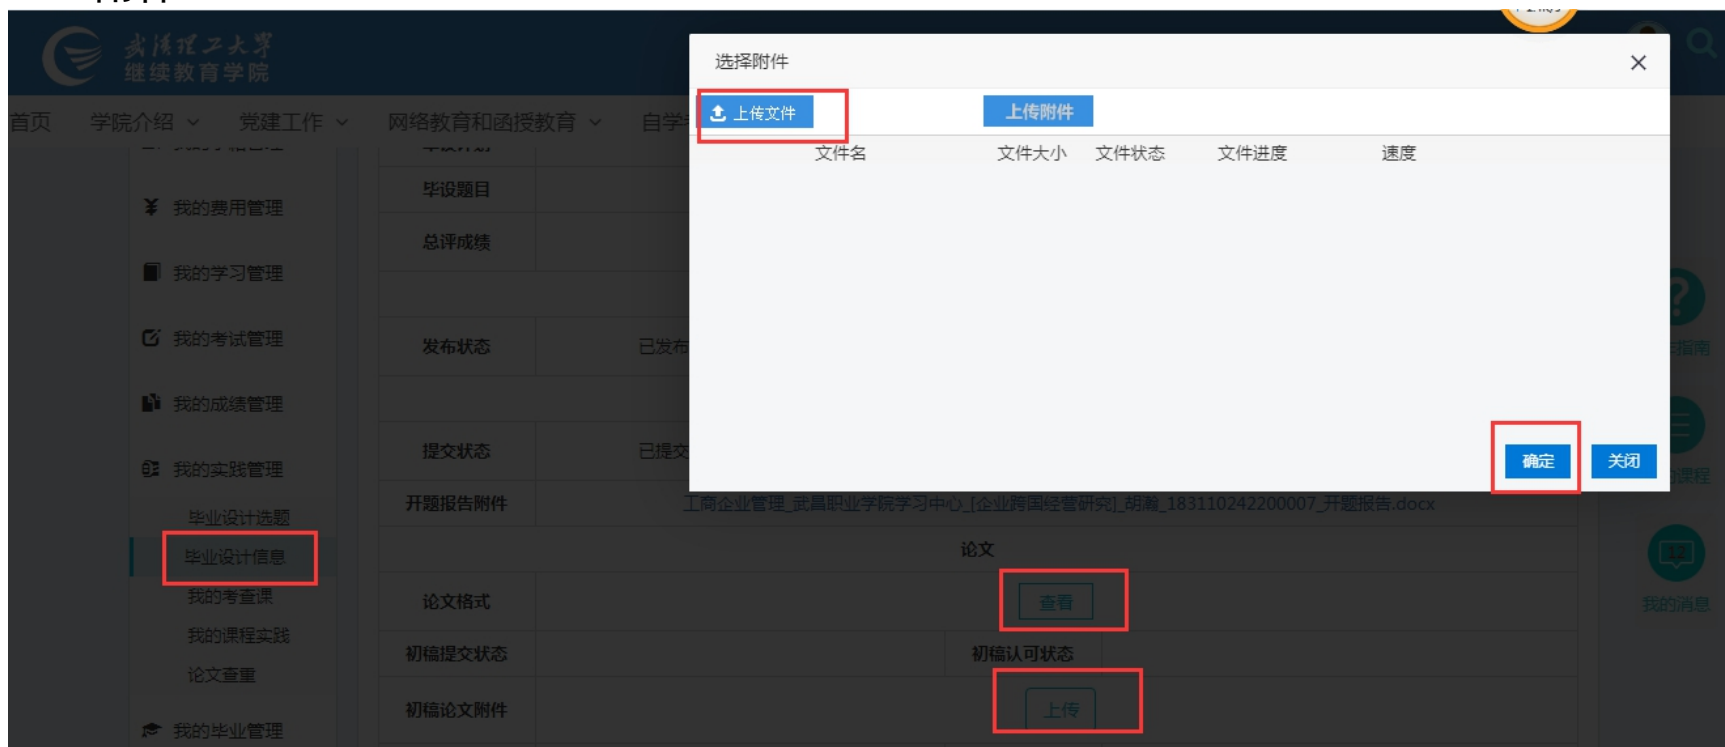 武汉理工大学
继续教育学院
选择附件
上传文件
上传附件
首页 学院介绍 党建工作 网络教育和函授教育 自学
文件名 文件大小 文件状态 文件进度 速度
毕设题目
我的费用管理
总评成绩
我的学习管理
我的考试管理
发布状态 已发布
指南
我的成绩管理
提交状态 已提交
确定 关闭
我的实践管理
课程
开题报告附件 工商企业管理_武昌职业学院学习中心_[企业跨国经营研究]_胡瀚_183110242200007_开题报告.docx
毕业设计选题
毕业设计信息
论文
12
我的考查课
论文格式 查看
我的消息
我的课程实践
初稿提交状态 初稿认可状态
论文查重
初稿论文附件 上传
我的毕业管理